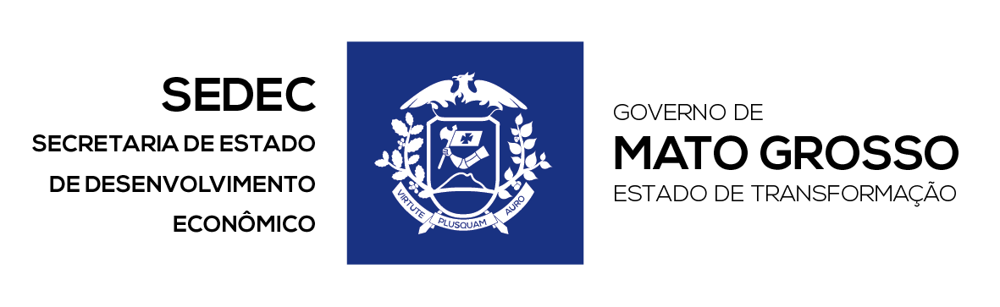 SEDEC
SECRETARIA DE ESTADO
DE DESENVOLVIMENTO
ECONÔMICO
VIRTUTE
PLUSQUAM
AURO
GOVERNO DE
MATO GROSSO
ESTADO DE TRANSFORMAÇÃO